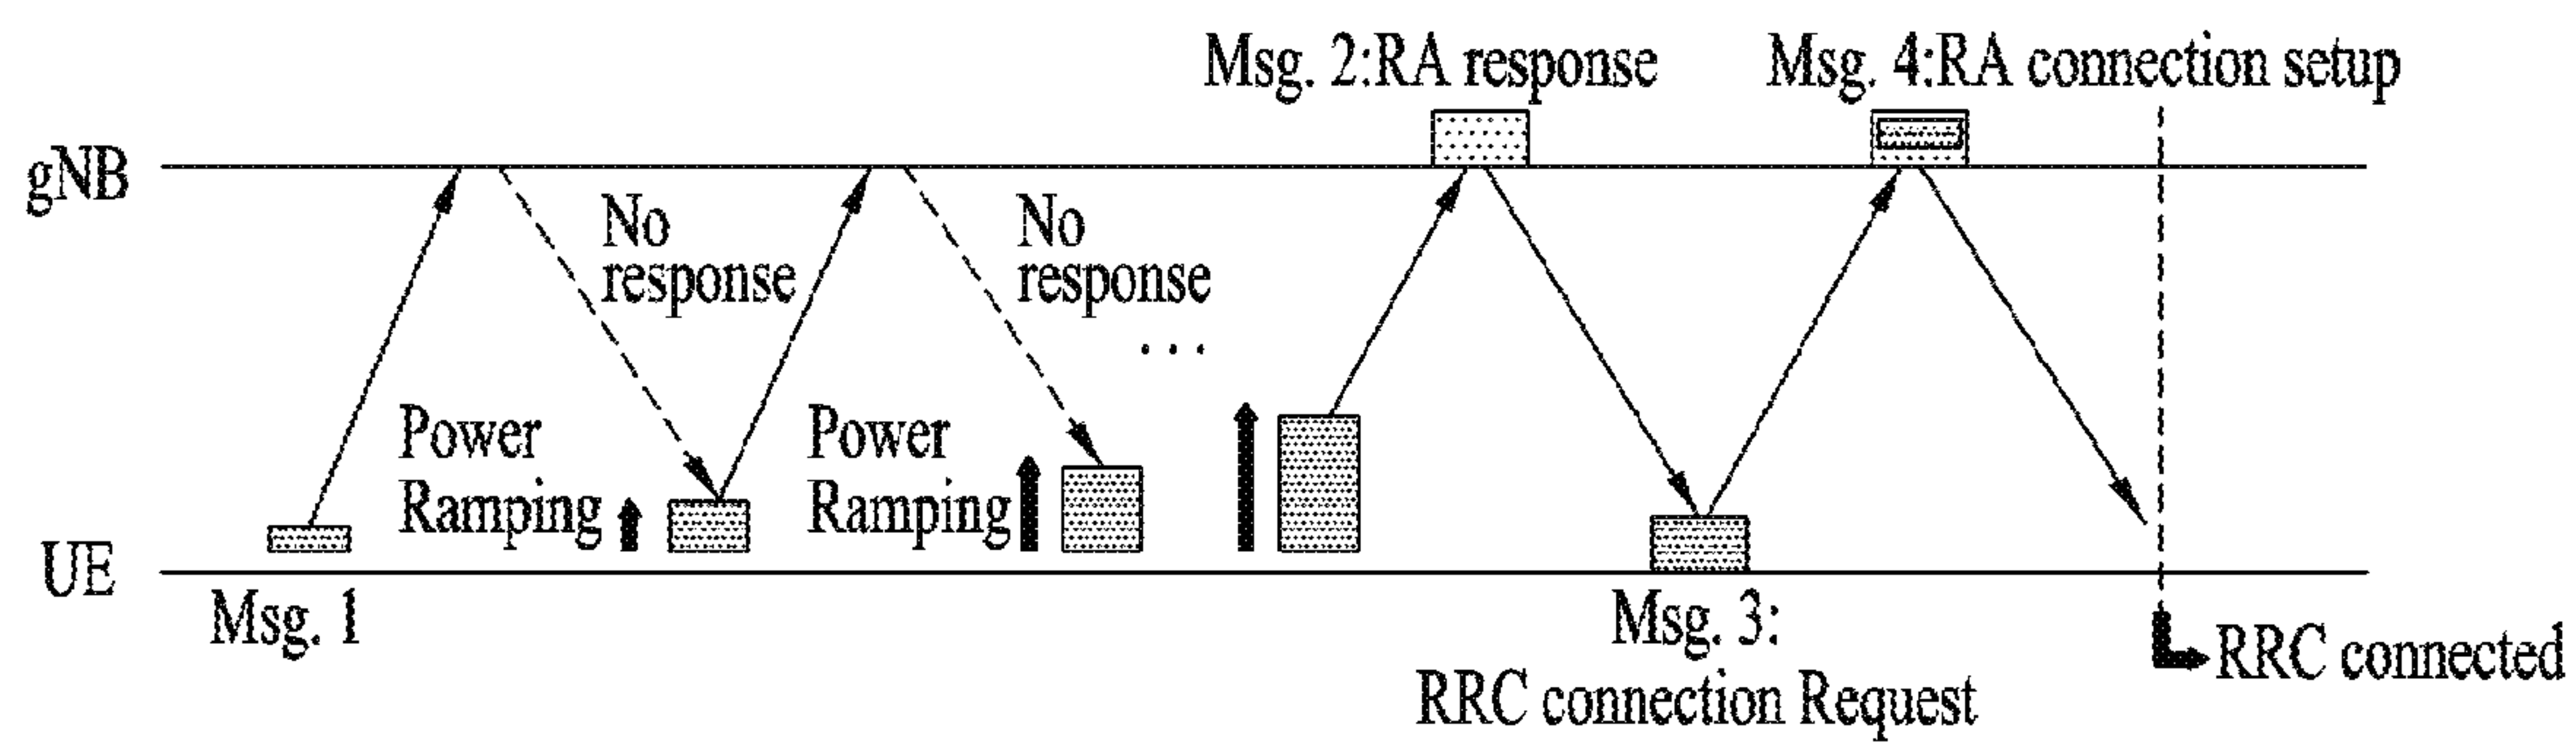 Msg. 2:RA response
Msg. 4:RA connection setup
gNB
No
response
No
response
...
Power
Ramping
Power
Ramping
UE
Msg. 1
Msg. 3:
RRC connection Request
RRC connected